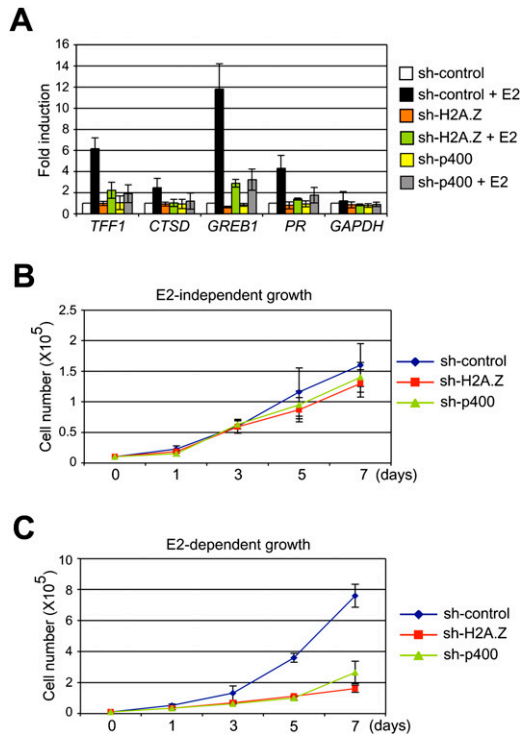 A
Fold induction
16
14
12
10
8
6
4
2
0
TFF1 CTSD GREB1 PR GAPDH
sh-control
sh-control + E2
sh-H2A.Z
sh-H2A.Z + E2
sh-p400
sh-p400 + E2
B
E2-independent growth
Cell number (X10⁵)
2.5
2
1.5
1
0.5
0
0 1 3 5 7 (days)
sh-control
sh-H2A.Z
sh-p400
C
E2-dependent growth
Cell number (X10⁵)
10
8
6
4
2
0
0 1 3 5 7 (days)
sh-control
sh-H2A.Z
sh-p400